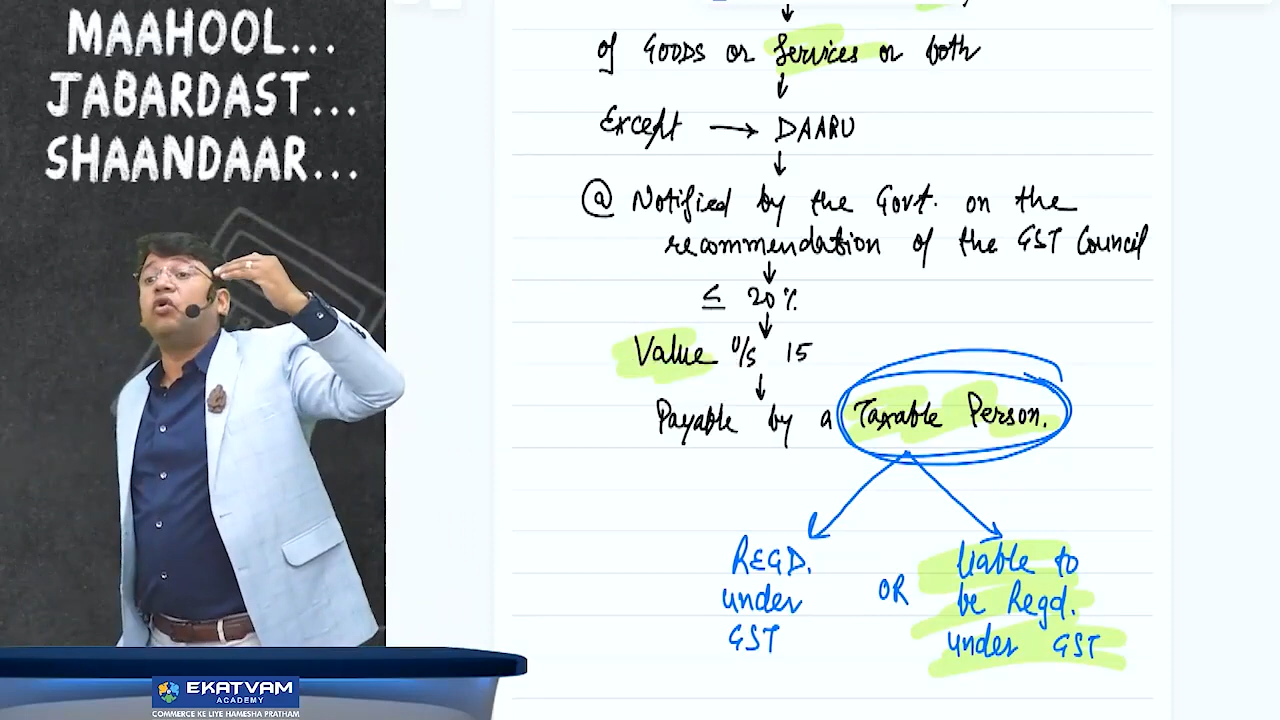 MAAHOOL...
JABARDAST...
SHAANDAAR...
of GOODS or Services or both
Except → DAARU
@ Notified by the Govt. on the
recommendation of the GST Council
≤ 20%
Value u/s 15
Payable by a Taxable Person.
REGD.
under
GST
OR
liable to
be Regd.
under GST
EKATVAM
ACADEMY
COMMERCE KE LIYE HAMESHA PRATHAM